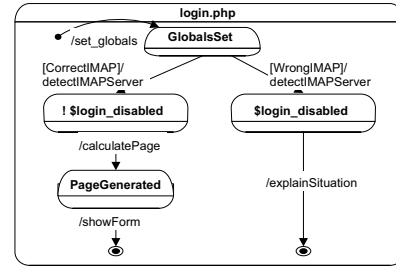 login.php
/set_globals
GlobalsSet
[CorrectIMAP]/
detectIMAPServer
[WrongIMAP]/
detectIMAPServer
! $login_disabled
$login_disabled
/calculatePage
PageGenerated
/explainSituation
/showForm